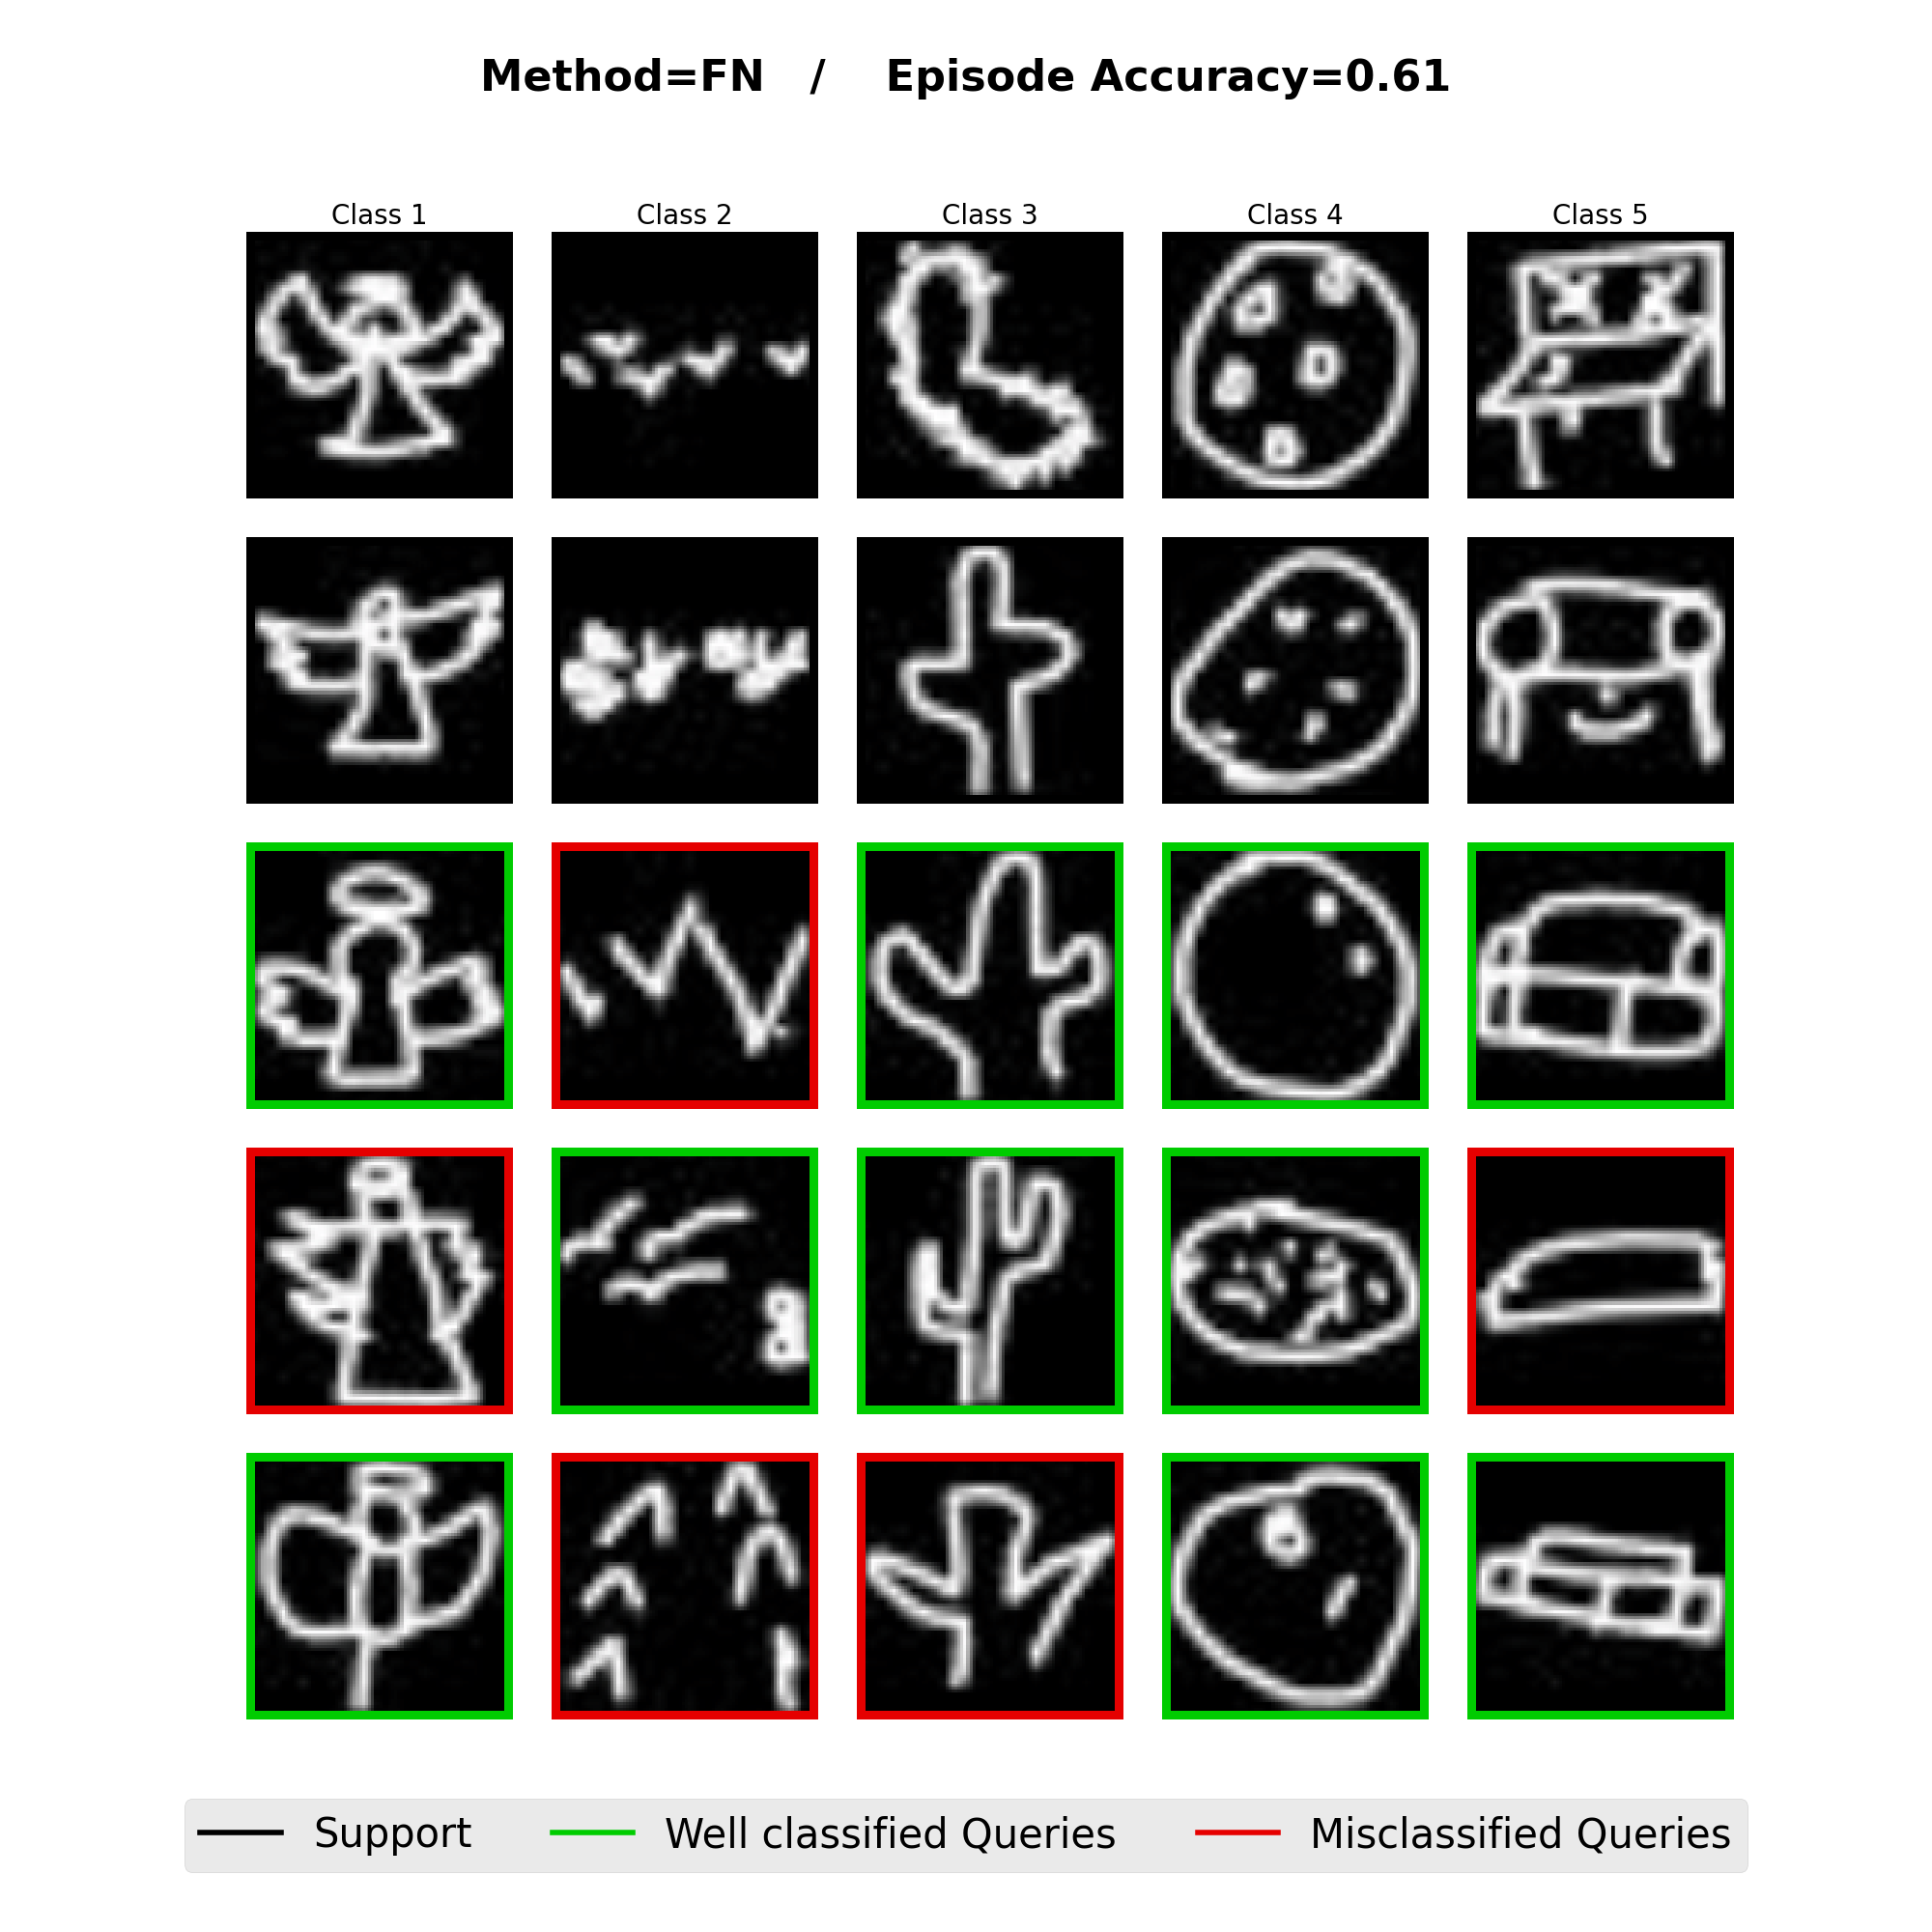 Method=FN / Episode Accuracy=0.61
Class 1 Class 2 Class 3 Class 4 Class 5
Support Well classified Queries Misclassified Queries